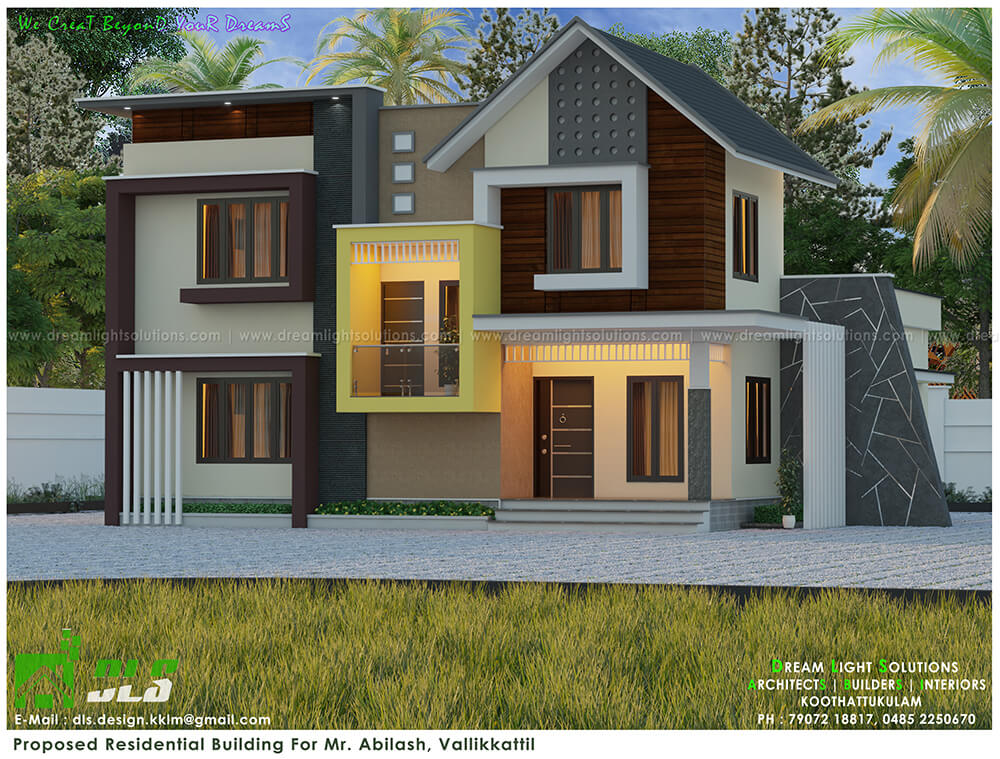 We CreaT BeyonD YouR DreamS
www.dreamlightsolutions.com | www.dreamlightsolutions.com | www.dreamlightsolutions.com | www.dreamlightsolutions.com
DLS
E-Mail : dls.design.kklm@gmail.com
DREAM LIGHT SOLUTIONS
ARCHITECTS | BUILDERS | INTERIORS
KOOTHATTUKULAM
PH : 79072 18817, 0485 2250670
Proposed Residential Building For Mr. Abilash, Vallikkattil